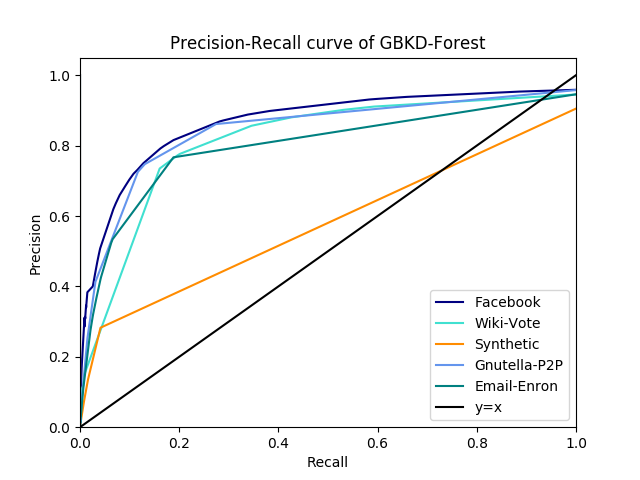 Precision-Recall curve of GBKD-Forest
1.0
0.8
0.6
0.4
0.2
0.0
Precision
0.0 0.2 0.4 0.6 0.8 1.0
Recall
Facebook
Wiki-Vote
Synthetic
Gnutella-P2P
Email-Enron
y=x